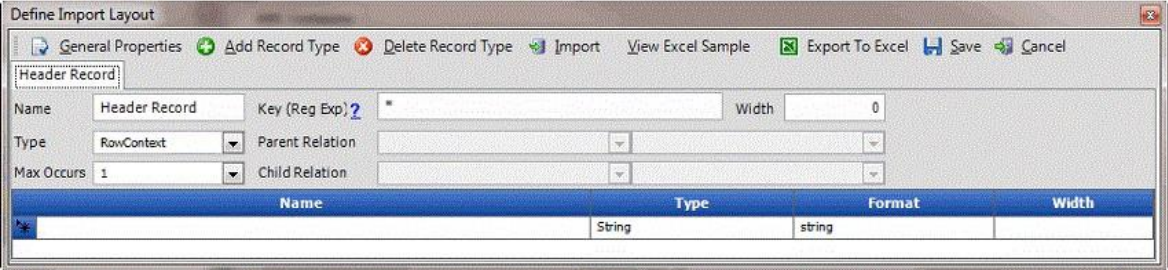 Define Import Layout
General Properties Add Record Type Delete Record Type Import View Excel Sample Export To Excel Save Cancel
Header Record
Name Header Record Key (Reg Exp) ? * Width 0
Type RowContext Parent Relation
Max Occurs 1 Child Relation
Name Type Format Width
String string